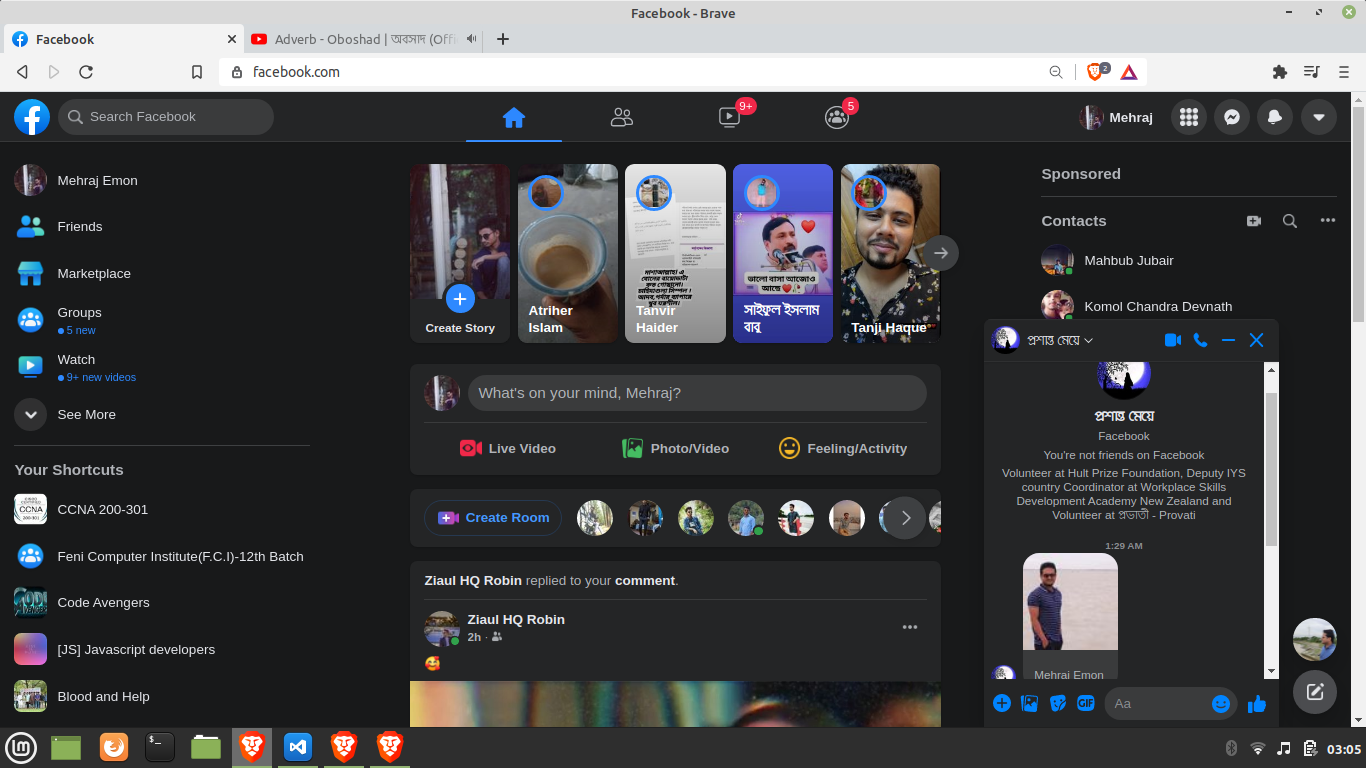 Facebook - Brave
Facebook
Adverb - Oboshad | অবসাদ (Offi
facebook.com
2
Search Facebook
9+
5
Mehraj
Mehraj Emon
Friends
Marketplace
Groups
5 new
Watch
9+ new videos
See More
Your Shortcuts
CCNA
200-301
CCNA 200-301
Feni Computer Institute(F.C.I)-12th Batch
Code Avengers
[JS] Javascript developers
Blood and Help
Create Story
Atriher
Islam
Tanvir
Haider
সাইফুল ইসলাম
বাবু
Tanji Haque
What's on your mind, Mehraj?
Live Video
Photo/Video
Feeling/Activity
Create Room
Ziaul HQ Robin replied to your comment.
Ziaul HQ Robin
2h ·
Sponsored
Contacts
Mahbub Jubair
Komol Chandra Devnath
প্রশান্ত মেয়ে
প্রশান্ত মেয়ে
Facebook
You're not friends on Facebook
Volunteer at Hult Prize Foundation, Deputy IYS
country Coordinator at Workplace Skills
Development Academy New Zealand and
Volunteer at প্রভাতী - Provati
1:29 AM
Mehraj Emon
GIF
Aa
03:05